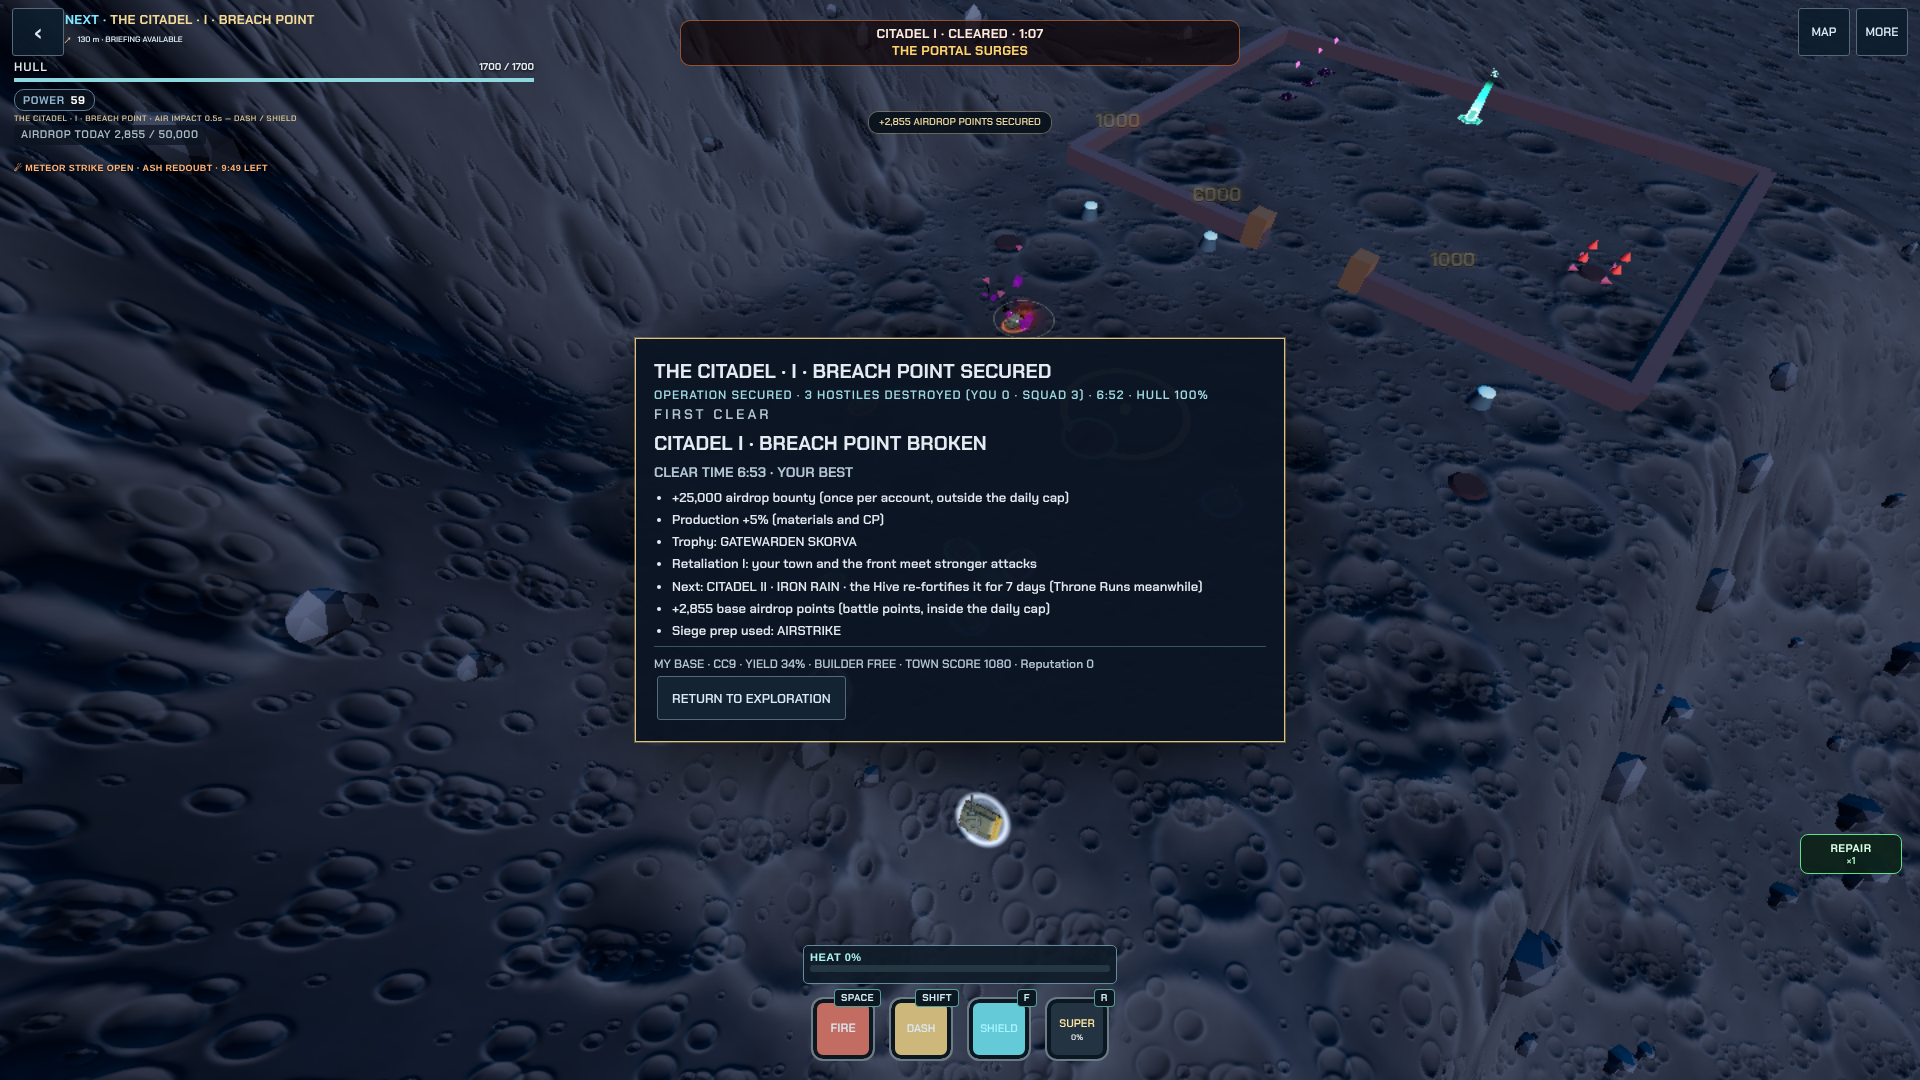 NEXT · THE CITADEL · I · BREACH POINT
130 m · BRIEFING AVAILABLE
HULL 1700 / 1700
POWER 59
THE CITADEL · I · BREACH POINT · AIR IMPACT 0.5s — DASH / SHIELD
AIRDROP TODAY 2,855 / 50,000
METEOR STRIKE OPEN · ASH REDOUBT · 9:49 LEFT
CITADEL I · CLEARED · 1:07
THE PORTAL SURGES
+2,855 AIRDROP POINTS SECURED
MAP
MORE
1000
6000
1000
THE CITADEL · I · BREACH POINT SECURED
OPERATION SECURED · 3 HOSTILES DESTROYED (YOU 0 · SQUAD 3) · 6:52 · HULL 100%
FIRST CLEAR
CITADEL I · BREACH POINT BROKEN
CLEAR TIME 6:53 · YOUR BEST
• +25,000 airdrop bounty (once per account, outside the daily cap)
• Production +5% (materials and CP)
• Trophy: GATEWARDEN SKORVA
• Retaliation I: your town and the front meet stronger attacks
• Next: CITADEL II · IRON RAIN · the Hive re-fortifies it for 7 days (Throne Runs meanwhile)
• +2,855 base airdrop points (battle points, inside the daily cap)
• Siege prep used: AIRSTRIKE
MY BASE · CC9 · YIELD 34% · BUILDER FREE · TOWN SCORE 1080 · Reputation 0
RETURN TO EXPLORATION
REPAIR
×1
HEAT 0%
SPACE
SHIFT
F
R
FIRE
DASH
SHIELD
SUPER
0%